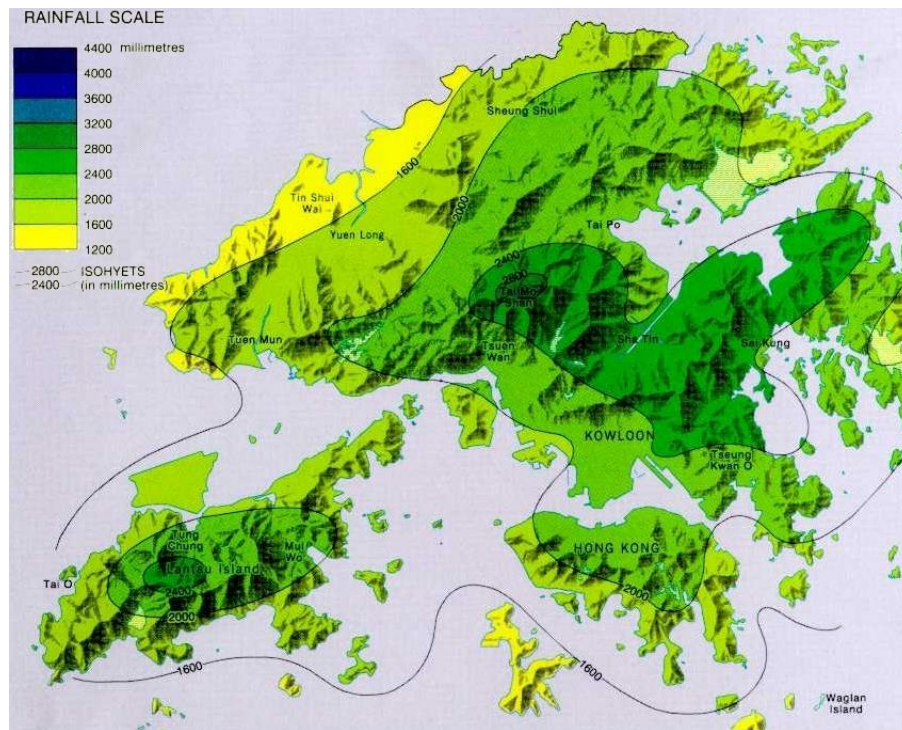 RAINFALL SCALE
4400 millimetres
4000
3600
3200
2800
2400
2000
1600
1200
2800 ISOHYETS
2400 (in millimetres)
Sheung Shui
1600
Tin Shui
Wai
2000
Yuen Long
Tai Po
2400
2800
Tai Mo
Shan
Tuen Mun
Tsuen
Wan
Sha Tin
Sai Kung
KOWLOON
Tseung
Kwan O
Tung
Chung
Mui
Wo
HONG KONG
Tai O
Lantau Island
2400
2000
2000
1600
1600
Waglan
Island